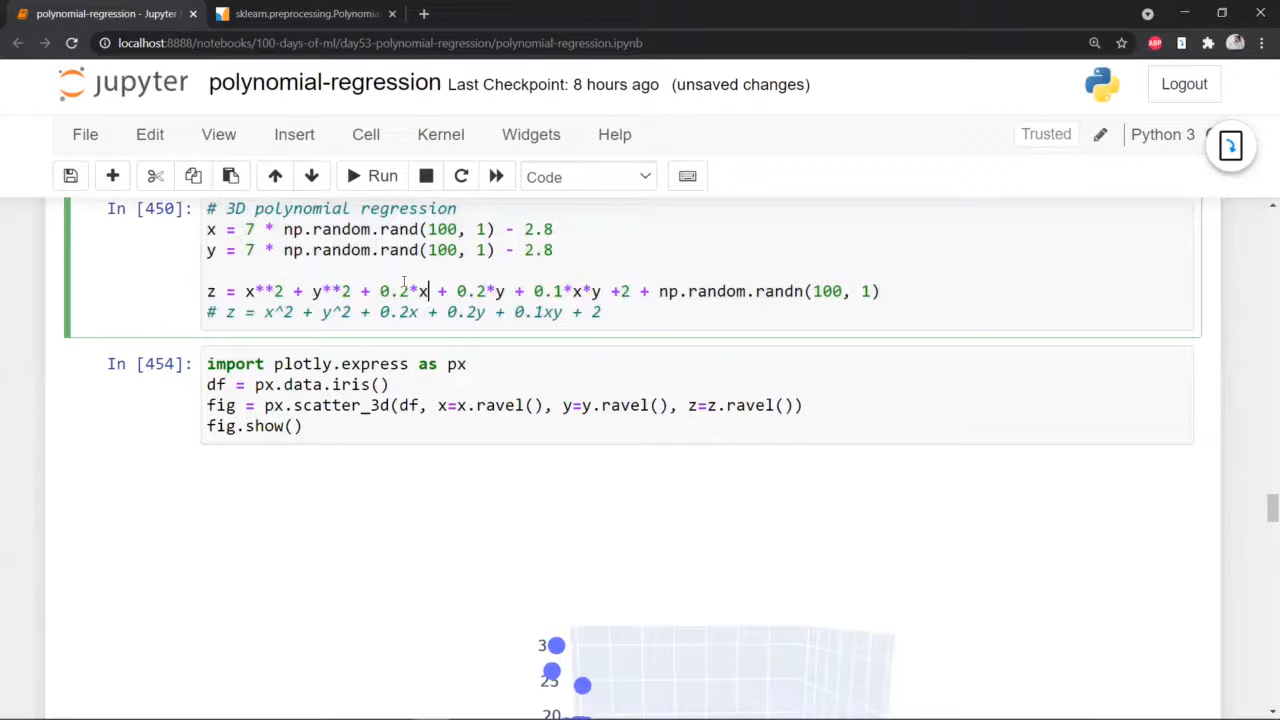 polynomial-regression - Jupyter
sklearn.preprocessing.Polynomia
localhost:8888/notebooks/100-days-of-ml/day53-polynomial-regression/polynomial-regression.ipynb
ABP
jupyter polynomial-regression Last Checkpoint: 8 hours ago (unsaved changes)
Logout
File Edit View Insert Cell Kernel Widgets Help
Trusted Python 3
Run Code
In [450]: # 3D polynomial regression
x = 7 * np.random.rand(100, 1) - 2.8
y = 7 * np.random.rand(100, 1) - 2.8
z = x**2 + y**2 + 0.2*x + 0.2*y + 0.1*x*y +2 + np.random.randn(100, 1)
# z = x^2 + y^2 + 0.2x + 0.2y + 0.1xy + 2
In [454]: import plotly.express as px
df = px.data.iris()
fig = px.scatter_3d(df, x=x.ravel(), y=y.ravel(), z=z.ravel())
fig.show()
25
20